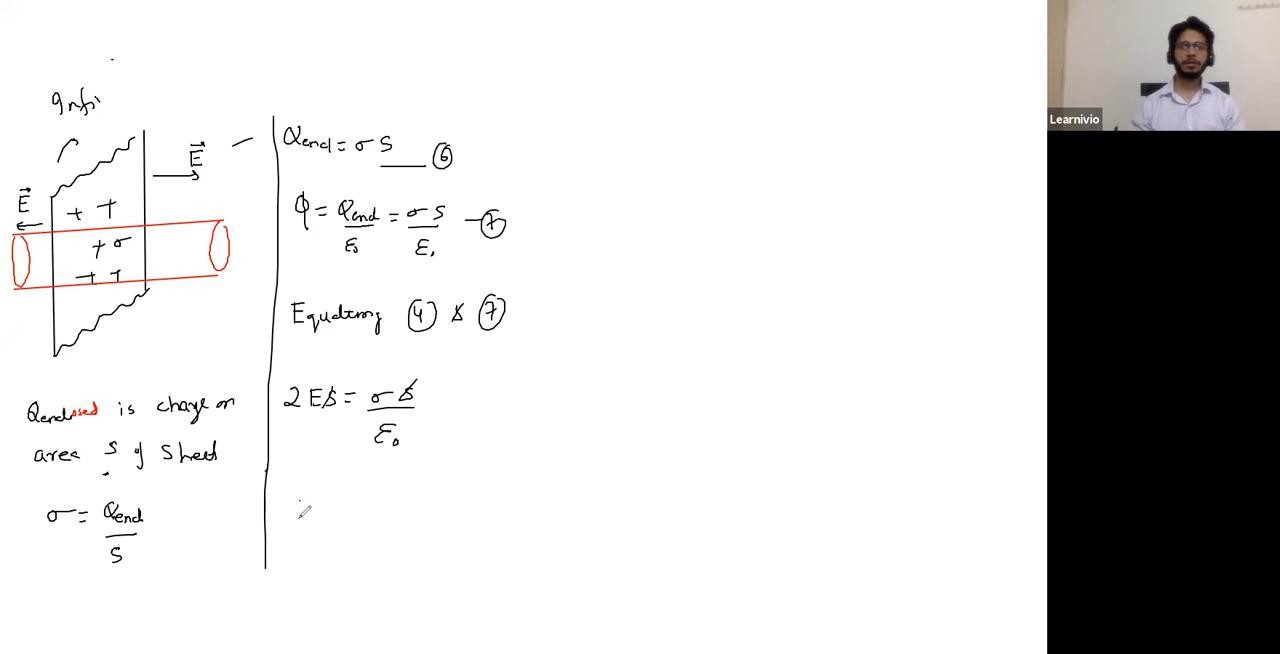 Infi
E⃗
E⃗
+ +
+ σ
+ +
Qenclosed is charge on
area S of Sheet
σ = Qencl
S
Qencl = σ S ⑥
ϕ = Qencl = σ S — ⑦
ε₀ ε₀
Equating ④ & ⑦
2 E S = σ S
ε₀
Learnivio